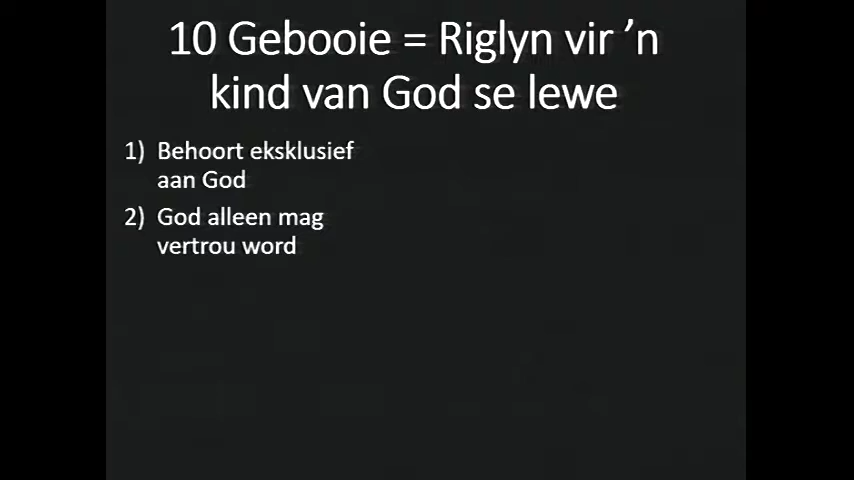 10 Gebooie = Riglyn vir ’n
kind van God se lewe
1) Behoort eksklusief
aan God
2) God alleen mag
vertrou word